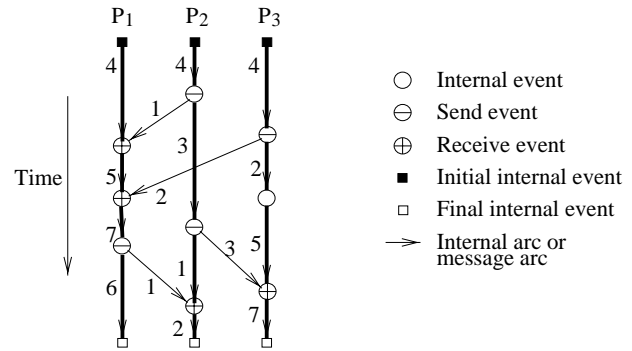 P1 P2 P3
4 4 4
1
3
Time
5 2 2
7
3 5
1 1
6
2 7
Internal event
Send event
Receive event
Initial internal event
Final internal event
Internal arc or
message arc